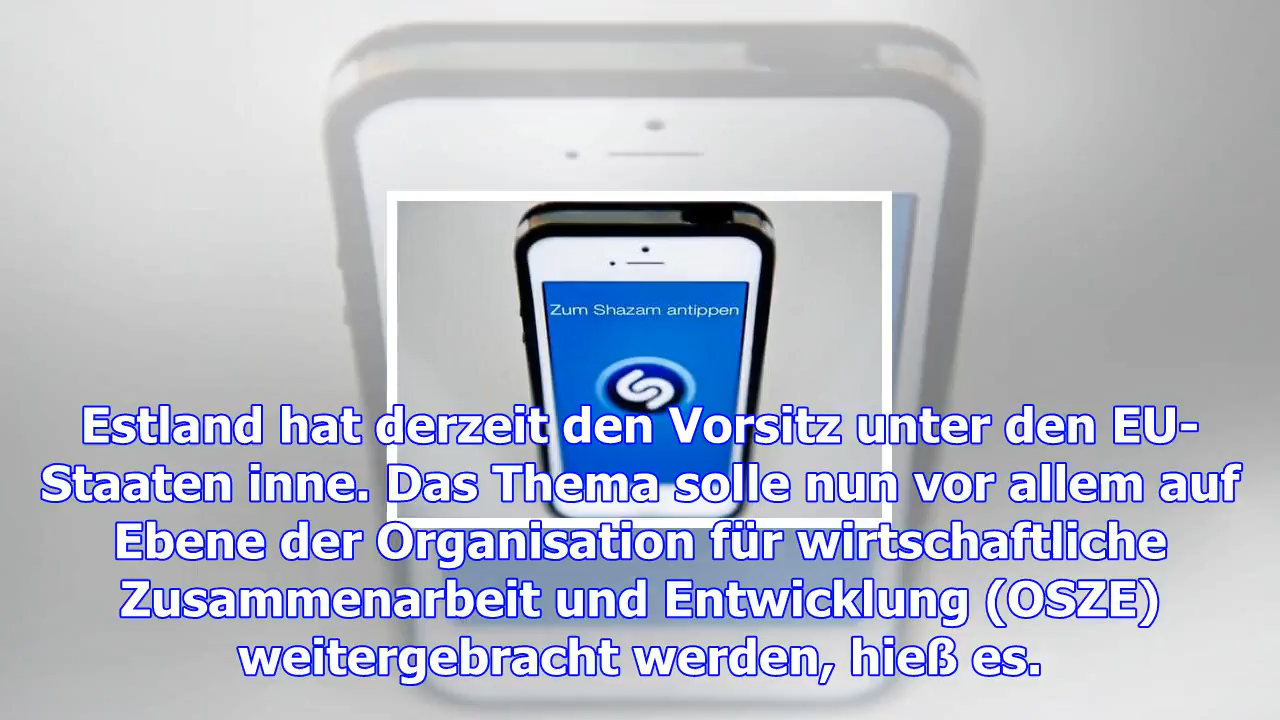 Zum Shazam antippen
Estland hat derzeit den Vorsitz unter den EU-
Staaten inne. Das Thema solle nun vor allem auf
Ebene der Organisation für wirtschaftliche
Zusammenarbeit und Entwicklung (OSZE)
weitergebracht werden, hieß es.